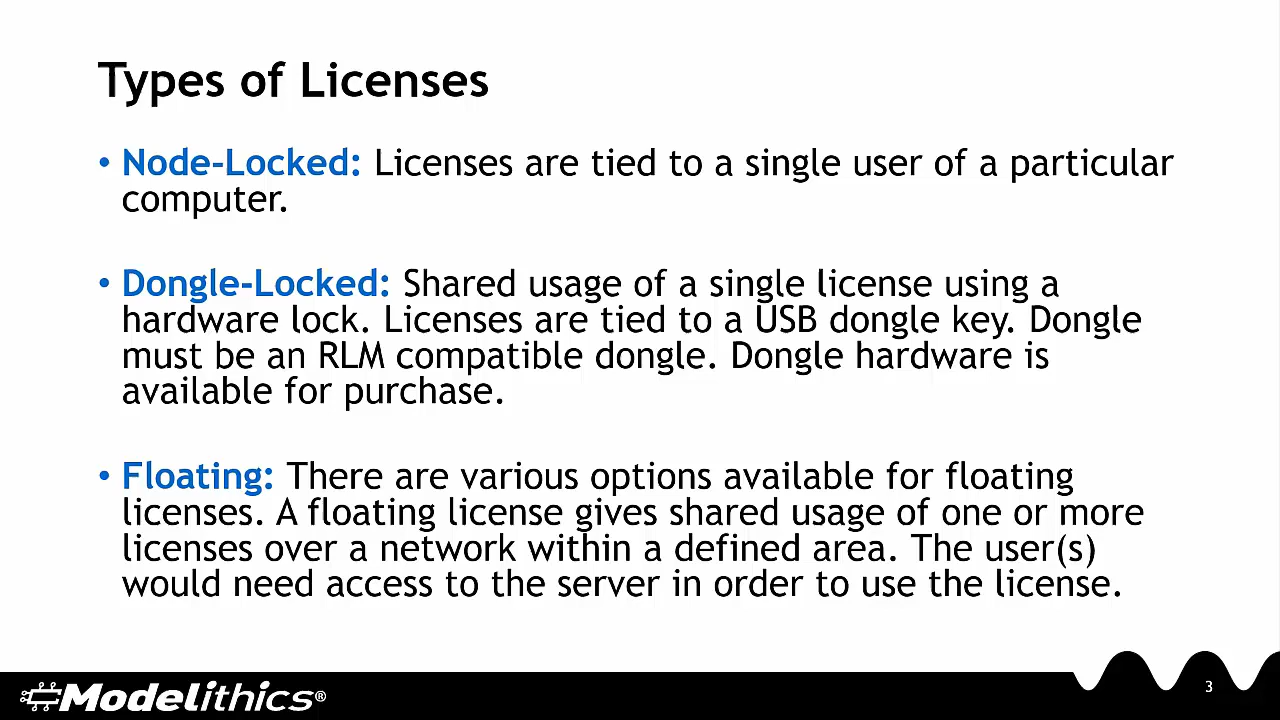 Types of Licenses
• Node-Locked: Licenses are tied to a single user of a particular
computer.
• Dongle-Locked: Shared usage of a single license using a
hardware lock. Licenses are tied to a USB dongle key. Dongle
must be an RLM compatible dongle. Dongle hardware is
available for purchase.
• Floating: There are various options available for floating
licenses. A floating license gives shared usage of one or more
licenses over a network within a defined area. The user(s)
would need access to the server in order to use the license.
Modelithics®
3